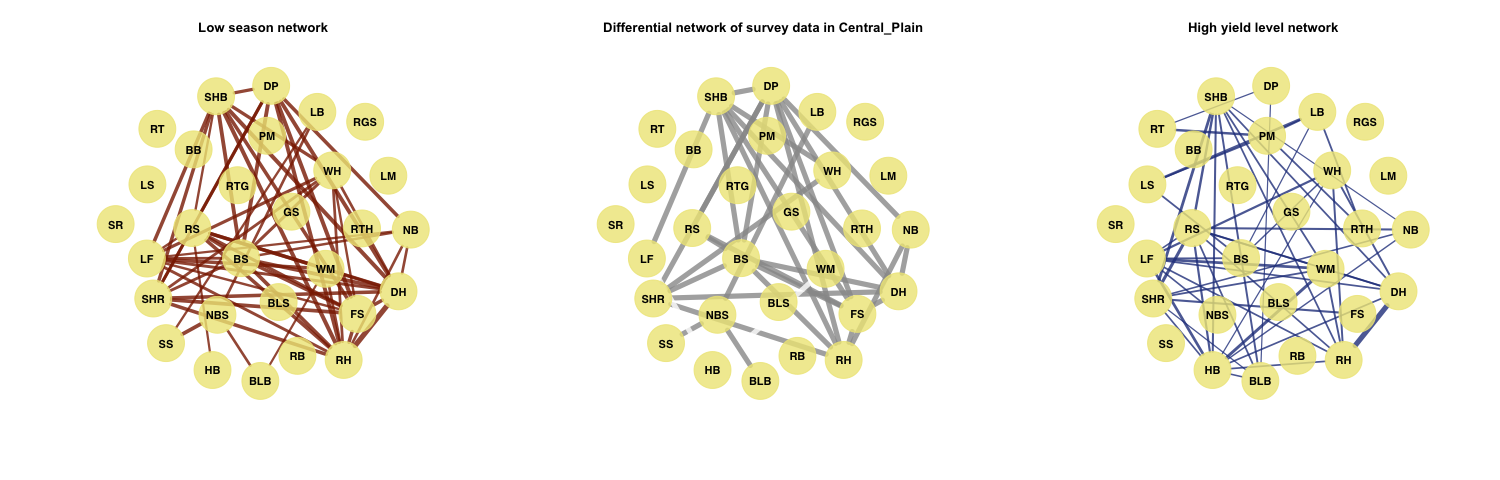 Low season network
DP
SHB
LB
RGS
RT
PM
BB
WH
LM
LS
RTG
GS
SR
RS
RTH
NB
LF
BS
WM
SHR
DH
BLS
NBS
FS
SS
RB
RH
HB
BLB
Differential network of survey data in Central_Plain
DP
SHB
LB
RGS
RT
PM
BB
WH
LM
LS
RTG
GS
SR
RS
RTH
NB
LF
BS
WM
SHR
DH
BLS
NBS
FS
SS
RB
RH
HB
BLB
High yield level network
DP
SHB
LB
RGS
RT
PM
BB
WH
LM
LS
RTG
GS
SR
RS
RTH
NB
LF
BS
WM
SHR
DH
BLS
NBS
FS
SS
RB
RH
HB
BLB